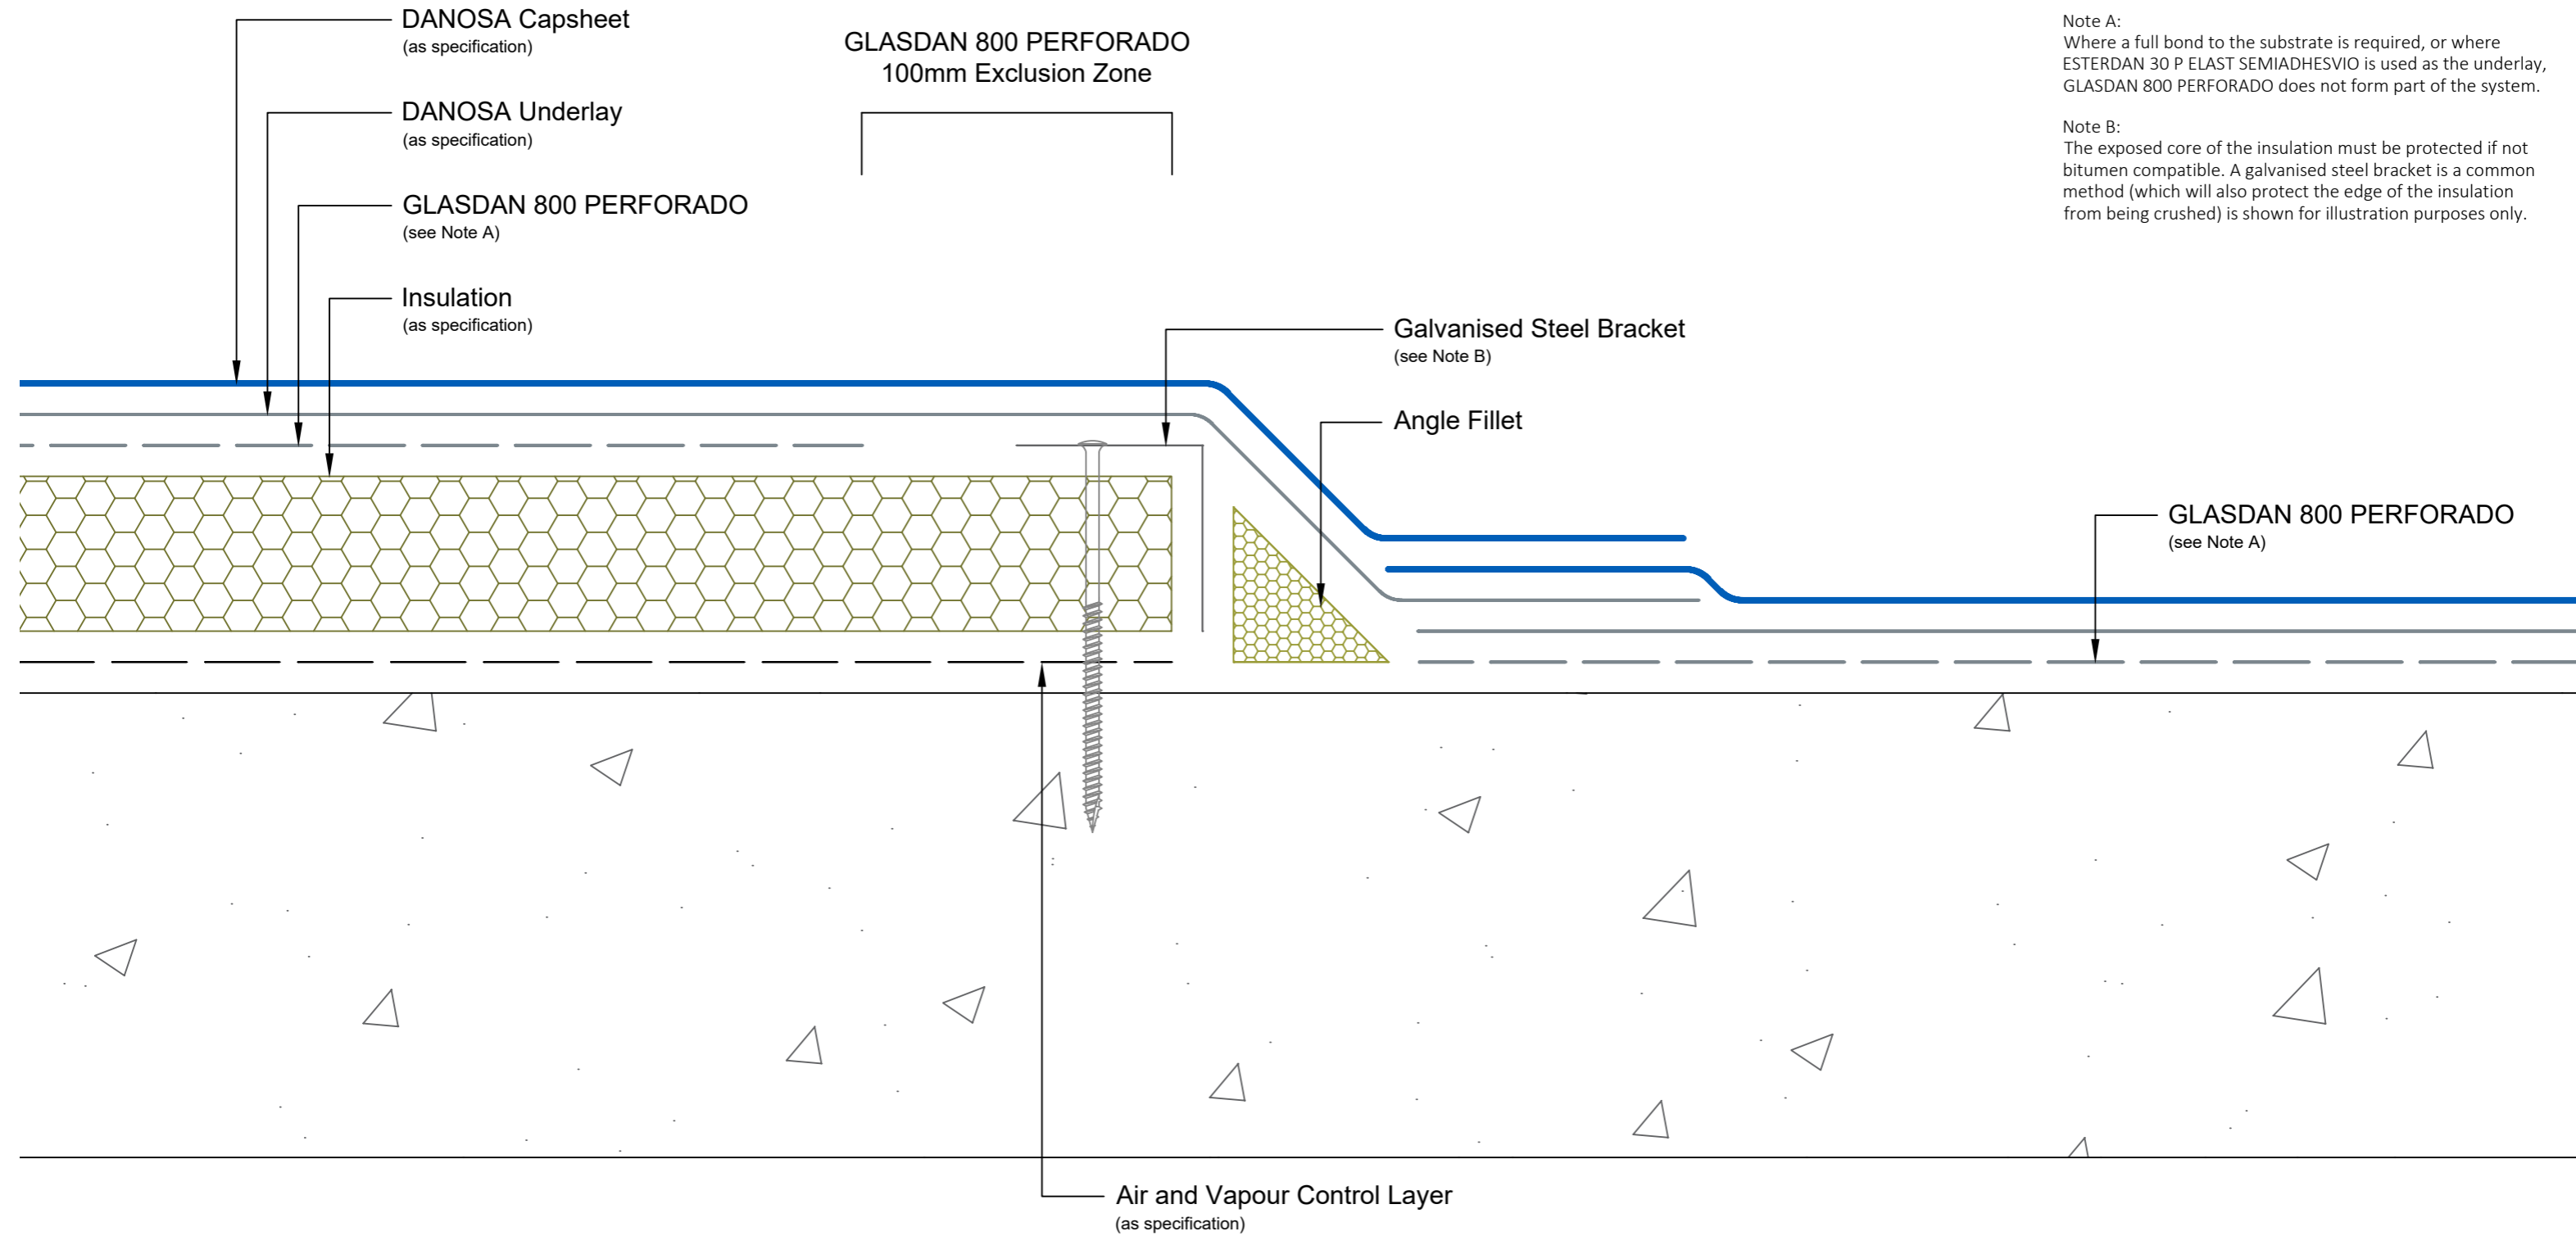 DANOSA Capsheet
(as specification)
DANOSA Underlay
(as specification)
GLASDAN 800 PERFORADO
(see Note A)
Insulation
(as specification)
GLASDAN 800 PERFORADO
100mm Exclusion Zone
Note A:
Where a full bond to the substrate is required, or where
ESTERDAN 30 P ELAST SEMIADHESVIO is used as the underlay,
GLASDAN 800 PERFORADO does not form part of the system.
Note B:
The exposed core of the insulation must be protected if not
bitumen compatible. A galvanised steel bracket is a common
method (which will also protect the edge of the insulation
from being crushed) is shown for illustration purposes only.
Galvanised Steel Bracket
(see Note B)
Angle Fillet
GLASDAN 800 PERFORADO
(see Note A)
Air and Vapour Control Layer
(as specification)